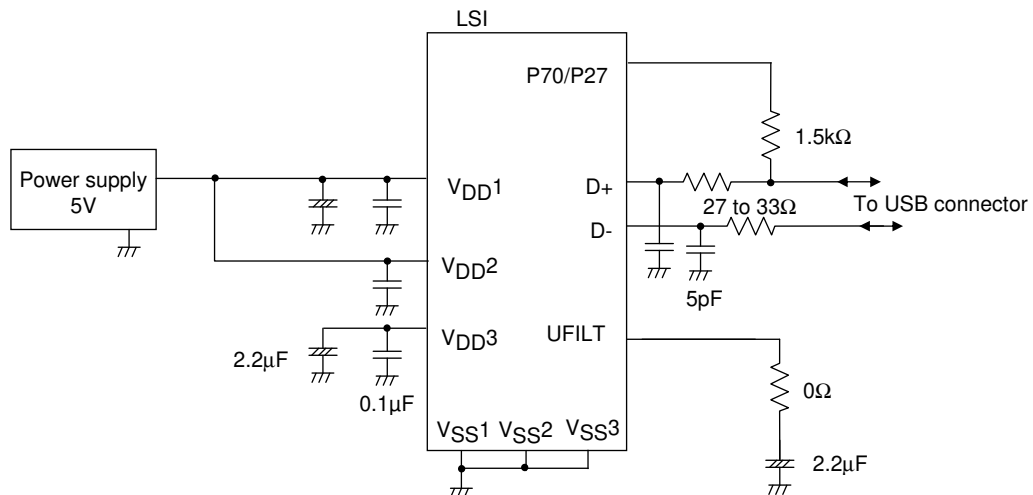 LSI
P70/P27
1.5kΩ
Power supply
5V
VDD1
D+
27 to 33Ω
To USB connector
D-
VDD2
5pF
VDD3
UFILT
2.2μF
0.1μF
0Ω
VSS1 VSS2 VSS3
2.2μF